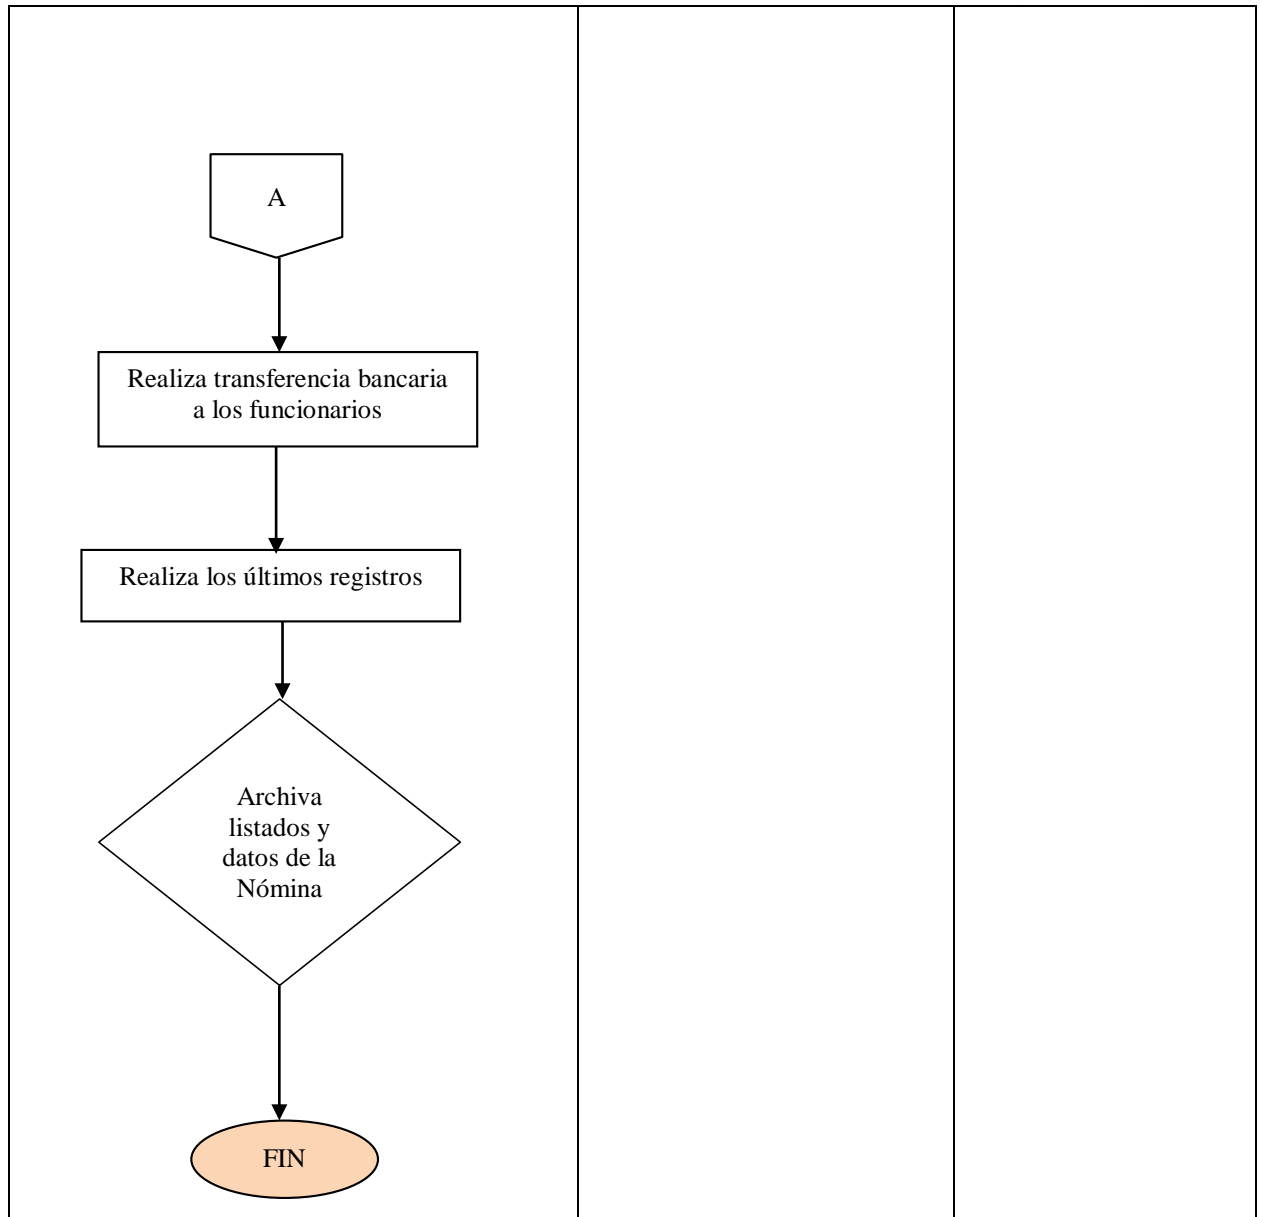 A
Realiza transferencia bancaria
a los funcionarios
Realiza los últimos registros
Archiva
listados y
datos de la
Nómina
FIN